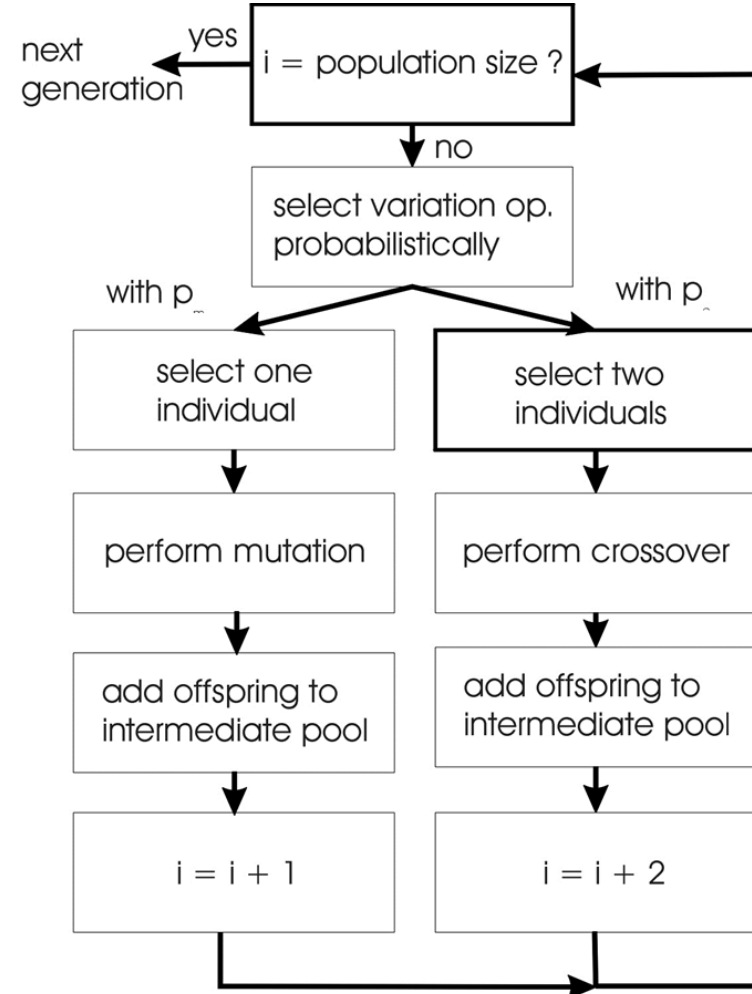 i = population size ?
yes
next
generation
no
select variation op.
probabilistically
with p m
with p
select one
individual
select two
individuals
perform mutation
perform crossover
add offspring to
intermediate pool
add offspring to
intermediate pool
i = i + 1
i = i + 2